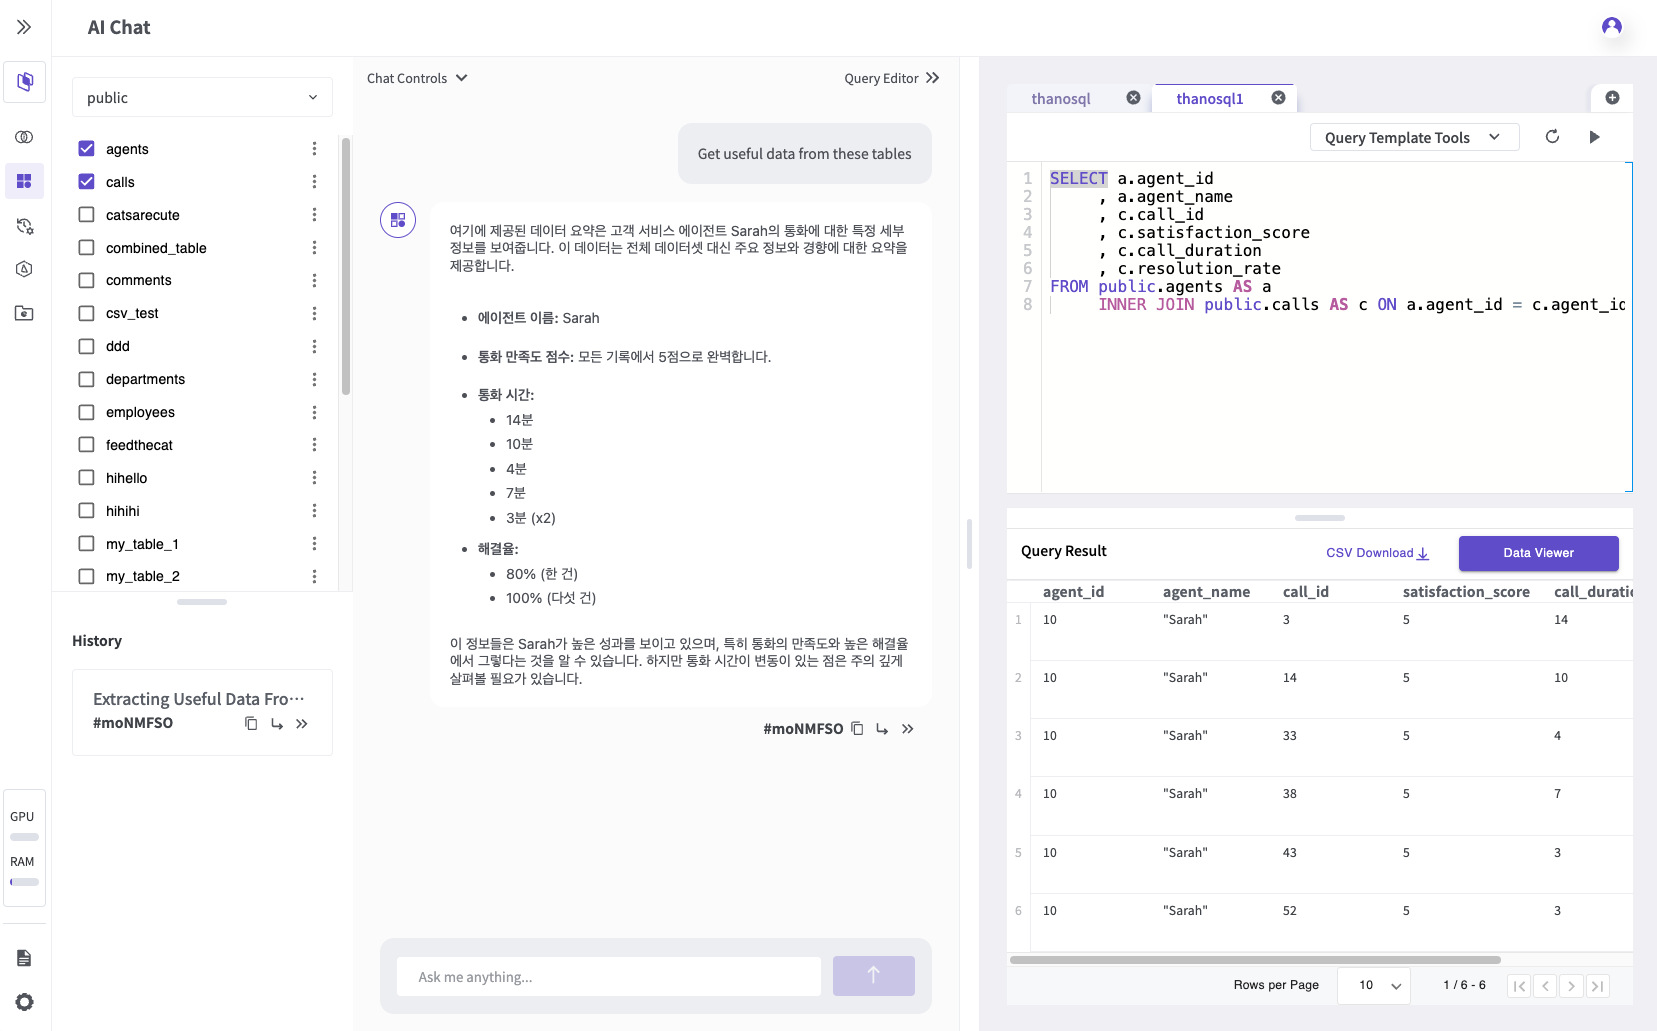 AI Chat
public
agents
calls
catsarecute
combined_table
comments
csv_test
ddd
departments
employees
feedthecat
hihello
hihihi
my_table_1
my_table_2
History
Extracting Useful Data Fro···
#moNMFSO
GPU
RAM
Chat Controls
Query Editor
Get useful data from these tables
여기에 제공된 데이터 요약은 고객 서비스 에이전트 Sarah의 통화에 대한 특정 세부
정보를 보여줍니다. 이 데이터는 전체 데이터셋 대신 주요 정보와 경향에 대한 요약을
제공합니다.
• 에이전트 이름: Sarah
• 통화 만족도 점수: 모든 기록에서 5점으로 완벽합니다.
• 통화 시간:
• 14분
• 10분
• 4분
• 7분
• 3분 (x2)
• 해결율:
• 80% (한 건)
• 100% (다섯 건)
이 정보들은 Sarah가 높은 성과를 보이고 있으며, 특히 통화의 만족도와 높은 해결율
에서 그렇다는 것을 알 수 있습니다. 하지만 통화 시간이 변동이 있는 점은 주의 깊게
살펴볼 필요가 있습니다.
#moNMFSO
Ask me anything...
thanosql
thanosql1
Query Template Tools
1 SELECT a.agent_id
2 , a.agent_name
3 , c.call_id
4 , c.satisfaction_score
5 , c.call_duration
6 , c.resolution_rate
7 FROM public.agents AS a
8 INNER JOIN public.calls AS c ON a.agent_id = c.agent_id
Query Result
CSV Download
Data Viewer
agent_id agent_name call_id satisfaction_score call_duratio
1 10 "Sarah" 3 5 14
2 10 "Sarah" 14 5 10
3 10 "Sarah" 33 5 4
4 10 "Sarah" 38 5 7
5 10 "Sarah" 43 5 3
6 10 "Sarah" 52 5 3
Rows per Page 10 1 / 6 - 6